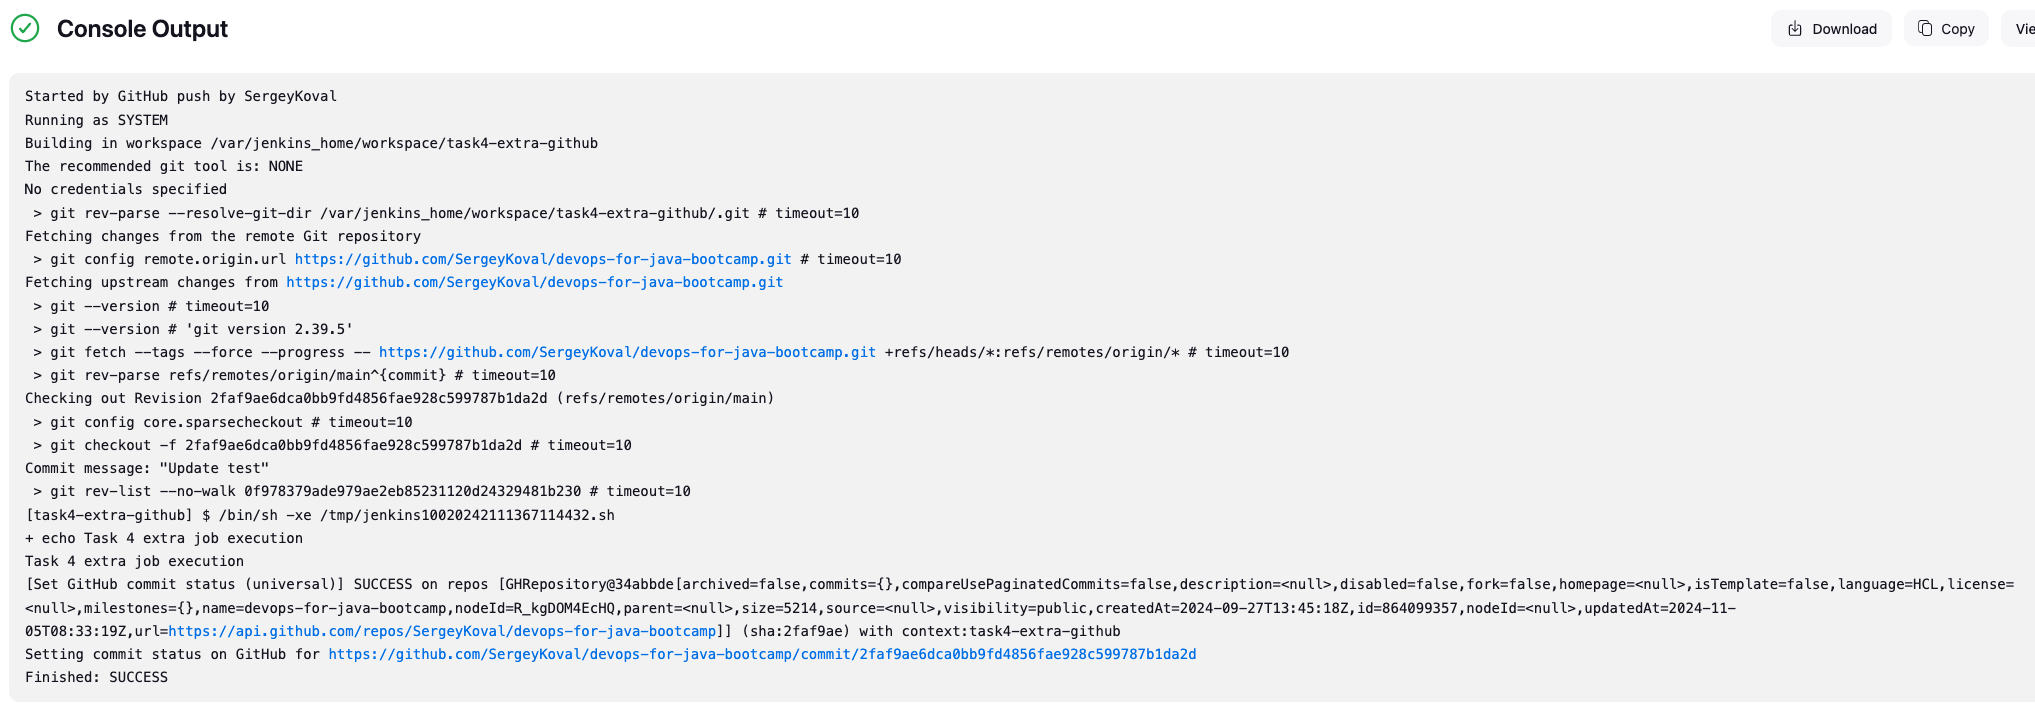 Console Output
Download
Copy
Vie
Started by GitHub push by SergeyKoval
Running as SYSTEM
Building in workspace /var/jenkins_home/workspace/task4-extra-github
The recommended git tool is: NONE
No credentials specified
 > git rev-parse --resolve-git-dir /var/jenkins_home/workspace/task4-extra-github/.git # timeout=10
Fetching changes from the remote Git repository
 > git config remote.origin.url https://github.com/SergeyKoval/devops-for-java-bootcamp.git # timeout=10
Fetching upstream changes from https://github.com/SergeyKoval/devops-for-java-bootcamp.git
 > git --version # timeout=10
 > git --version # 'git version 2.39.5'
 > git fetch --tags --force --progress -- https://github.com/SergeyKoval/devops-for-java-bootcamp.git +refs/heads/*:refs/remotes/origin/* # timeout=10
 > git rev-parse refs/remotes/origin/main^{commit} # timeout=10
Checking out Revision 2faf9ae6dca0bb9fd4856fae928c599787b1da2d (refs/remotes/origin/main)
 > git config core.sparsecheckout # timeout=10
 > git checkout -f 2faf9ae6dca0bb9fd4856fae928c599787b1da2d # timeout=10
Commit message: "Update test"
 > git rev-list --no-walk 0f978379ade979ae2eb85231120d24329481b230 # timeout=10
[task4-extra-github] $ /bin/sh -xe /tmp/jenkins10020242111367114432.sh
+ echo Task 4 extra job execution
Task 4 extra job execution
[Set GitHub commit status (universal)] SUCCESS on repos [GHRepository@34abbde[archived=false,commits={},compareUsePaginatedCommits=false,description=<null>,disabled=false,fork=false,homepage=<null>,isTemplate=false,language=HCL,license=
<null>,milestones={},name=devops-for-java-bootcamp,nodeId=R_kgDOM4EcHQ,parent=<null>,size=5214,source=<null>,visibility=public,createdAt=2024-09-27T13:45:18Z,id=864099357,nodeId=<null>,updatedAt=2024-11-
05T08:33:19Z,url=https://api.github.com/repos/SergeyKoval/devops-for-java-bootcamp]] (sha:2faf9ae) with context:task4-extra-github
Setting commit status on GitHub for https://github.com/SergeyKoval/devops-for-java-bootcamp/commit/2faf9ae6dca0bb9fd4856fae928c599787b1da2d
Finished: SUCCESS